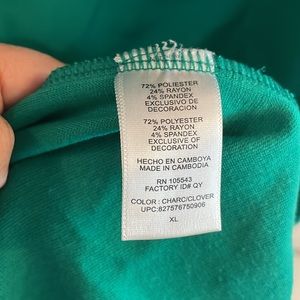 72% POLIESTER
24% RAYON
4% SPANDEX
EXCLUSIVO DE
DECORACION
72% POLYESTER
24% RAYON
4% SPANDEX
EXCLUSIVE OF
DECORATION
HECHO EN CAMBOYA
MADE IN CAMBODIA
RN 105543
FACTORY ID# QY
COLOR : CHARC/CLOVER
UPC:827576750906
XL